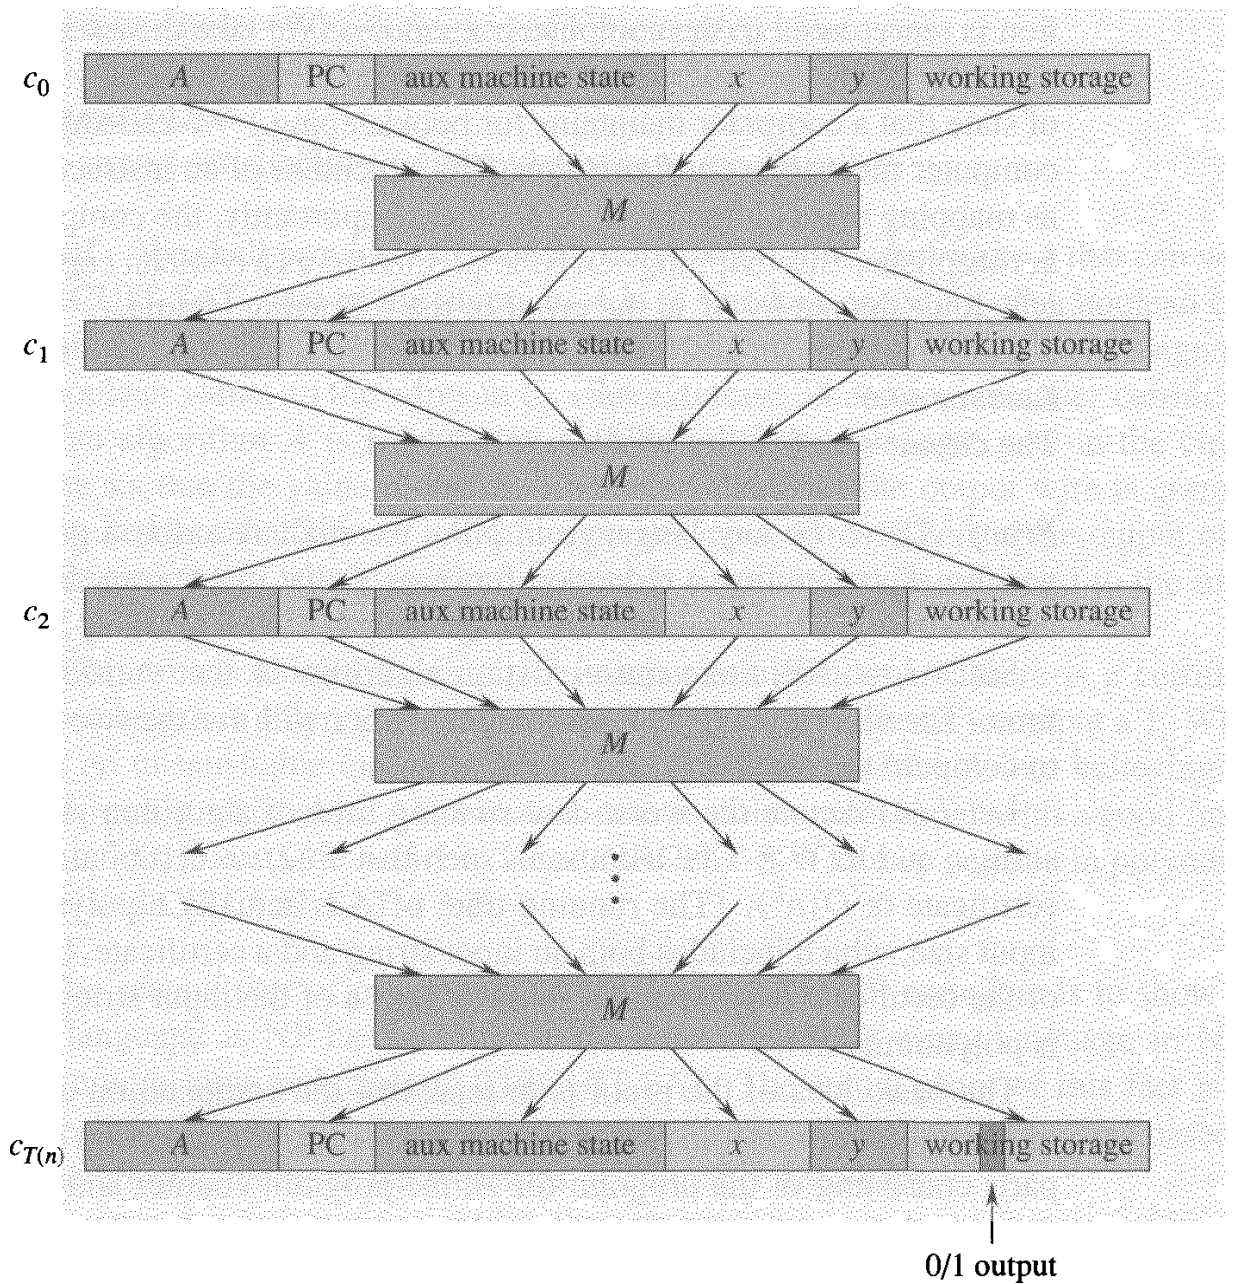 c0 A PC aux machine state x y working storage
M
c1 A PC aux machine state x y working storage
M
c2 A PC aux machine state x y working storage
M
M
cT(n) A PC aux machine state x y working storage
0/1 output